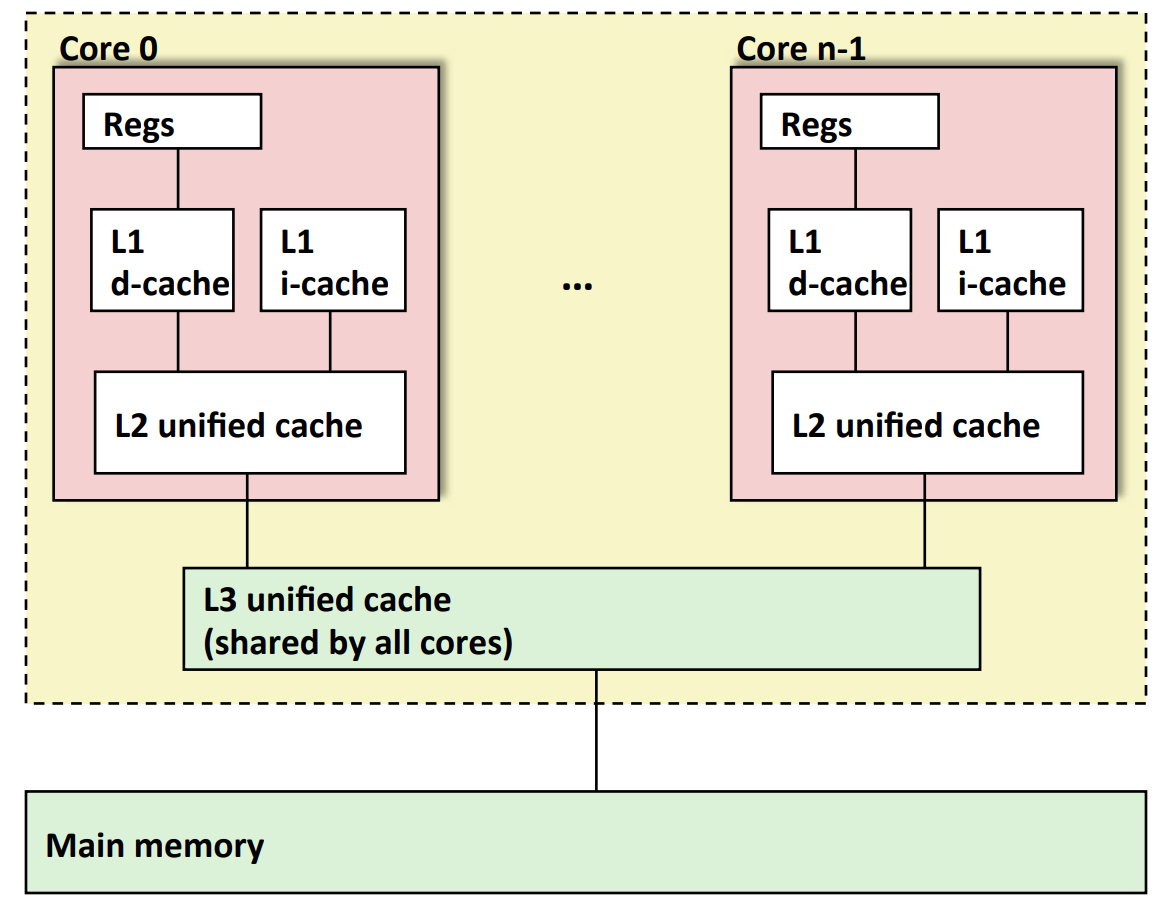 Core 0
Core n-1
Regs
Regs
L1
d-cache
L1
i-cache
...
L1
d-cache
L1
i-cache
L2 unified cache
L2 unified cache
L3 unified cache
(shared by all cores)
Main memory